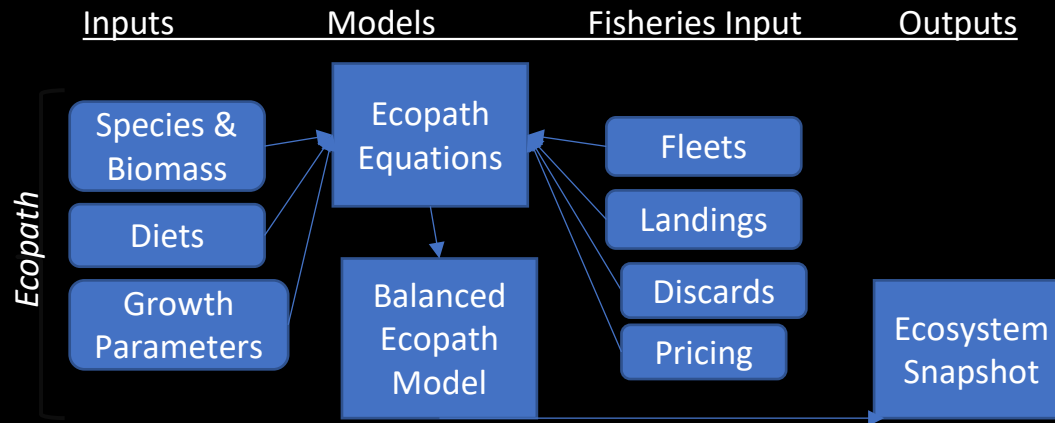 Inputs
Models
Fisheries Input
Outputs
Ecopath
Species &
Biomass
Diets
Growth
Parameters
Ecopath
Equations
Balanced
Ecopath
Model
Fleets
Landings
Discards
Pricing
Ecosystem
Snapshot